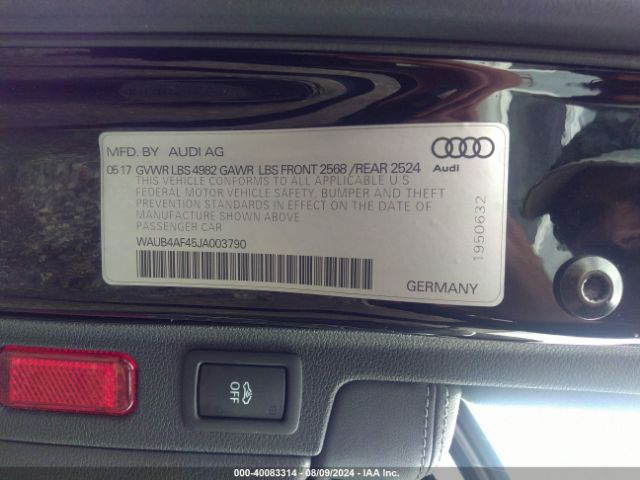 MFD. BY AUDI AG
Audi
05 17 GVWR LBS 4982 GAWR LBS FRONT 2568 /REAR 2524
THIS VEHICLE CONFORMS TO ALL APPLICABLE U S
FEDERAL MOTOR VEHICLE SAFETY, BUMPER AND THEFT
PREVENTION STANDARDS IN EFFECT ON THE DATE OF
MANUFACTURE SHOWN ABOVE
PASSENGER CAR
WAUB4AF45JA003790
GERMANY
1950632
OFF
000-40083314 - 08/09/2024 - IAA Inc.